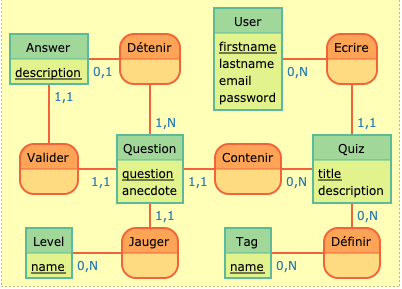 User
Answer
Détenir
Ecrire
firstname
lastname
email
password
description
0,1
0,N
1,1
1,N
1,1
Valider
Question
Contenir
Quiz
question
anecdote
title
description
1,1
1,1
0,N
1,1
0,N
Level
Jauger
Tag
Définir
name
0,N
name
0,N